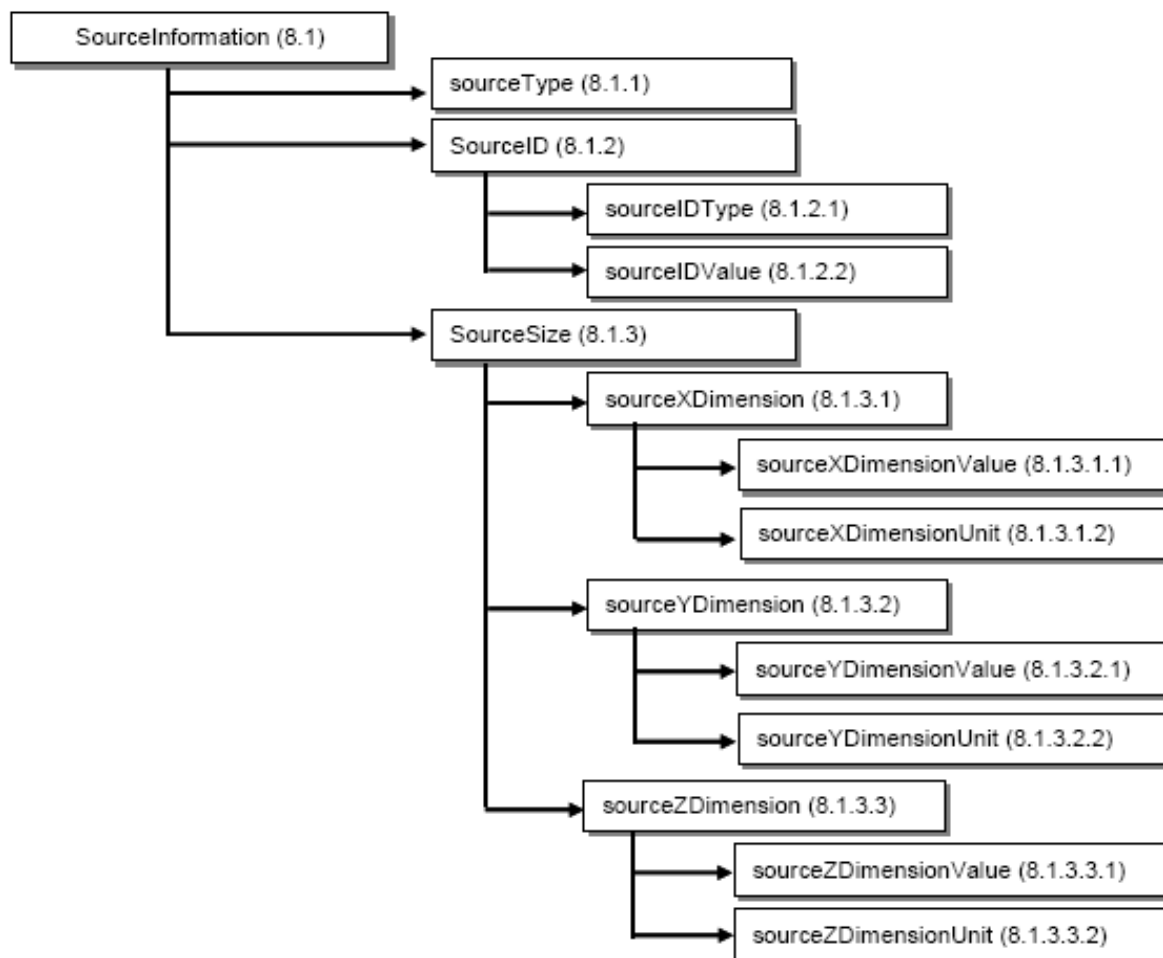 SourceInformation (8.1)
sourceType (8.1.1)
SourceID (8.1.2)
sourceIDType (8.1.2.1)
sourceIDValue (8.1.2.2)
SourceSize (8.1.3)
sourceXDimension (8.1.3.1)
sourceXDimensionValue (8.1.3.1.1)
sourceXDimensionUnit (8.1.3.1.2)
sourceYDimension (8.1.3.2)
sourceYDimensionValue (8.1.3.2.1)
sourceYDimensionUnit (8.1.3.2.2)
sourceZDimension (8.1.3.3)
sourceZDimensionValue (8.1.3.3.1)
sourceZDimensionUnit (8.1.3.3.2)